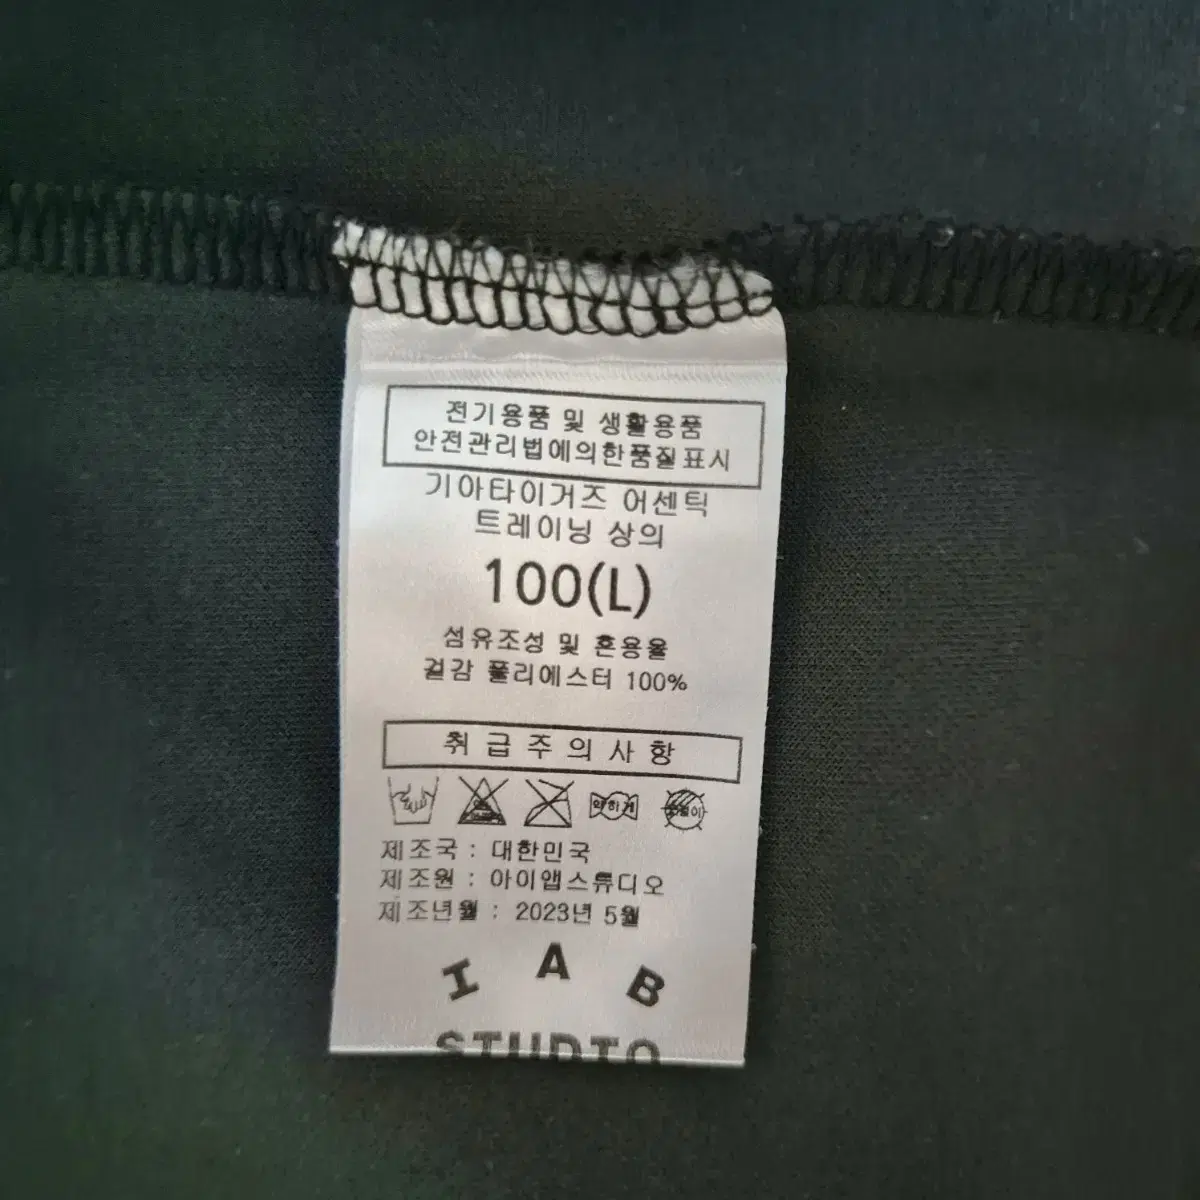 전기용품 및 생활용품
안전관리법에의한품질표시
기아타이거즈 어센틱
트레이닝 상의
100(L)
섬유조성 및 혼용율
겉감 폴리에스터 100%
취급주의사항
약하게
제조국 : 대한민국
제조원 : 아이앱스튜디오
제조년월 : 2023년 5월
I A B
STUDIO